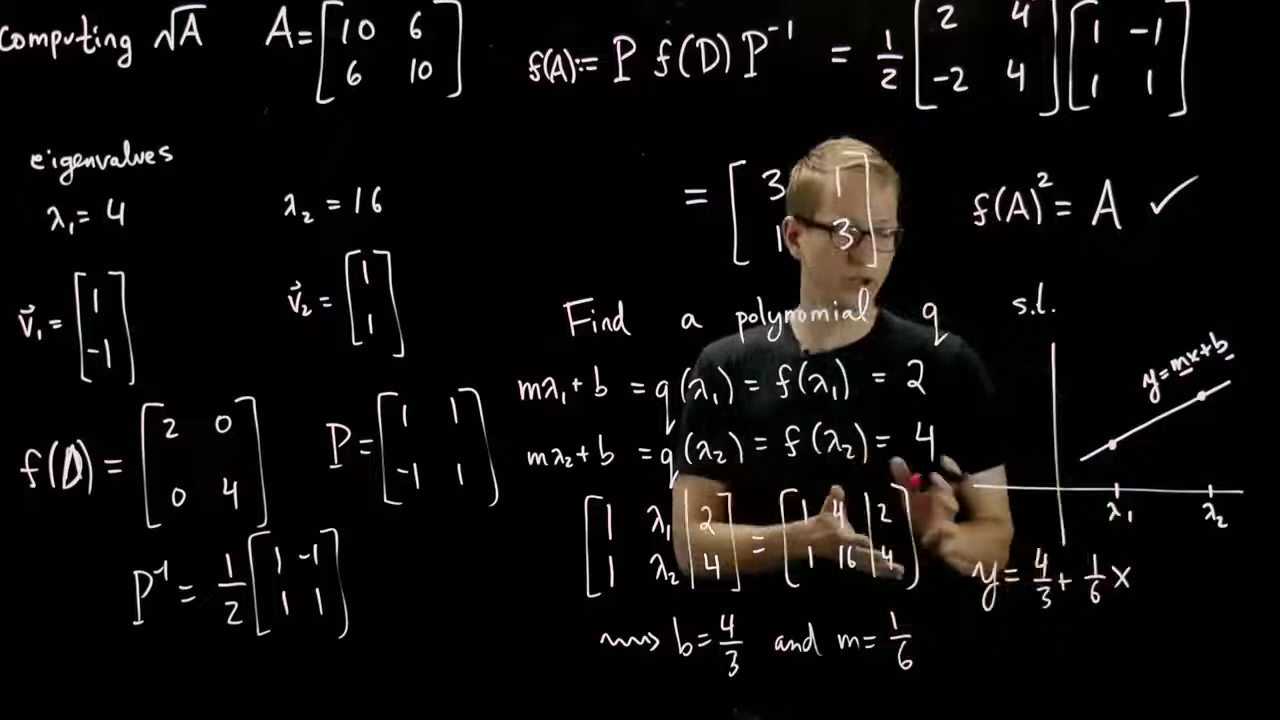 computing √A A = [10 6; 6 10]
f(A) := P f(D) P⁻¹ = 1/2 [2 4; -2 4] [1 -1; 1 1]
= [3 1; 1 3] f(A)² = A ✓
eigenvalues
λ₁ = 4 λ₂ = 16
v⃗₁ = [1; -1] v⃗₂ = [1; 1]
f(D) = [2 0; 0 4] P = [1 1; -1 1]
P⁻¹ = 1/2 [1 -1; 1 1]
Find a polynomial q s.t.
mλ₁ + b = q(λ₁) = f(λ₁) = 2
mλ₂ + b = q(λ₂) = f(λ₂) = 4
[1 λ₁ | 2; 1 λ₂ | 4] = [1 4 | 2; 1 16 | 4]
⇝ b = 4/3 and m = 1/6
y = mx + b
λ₁ λ₂
y = 4/3 + 1/6 x